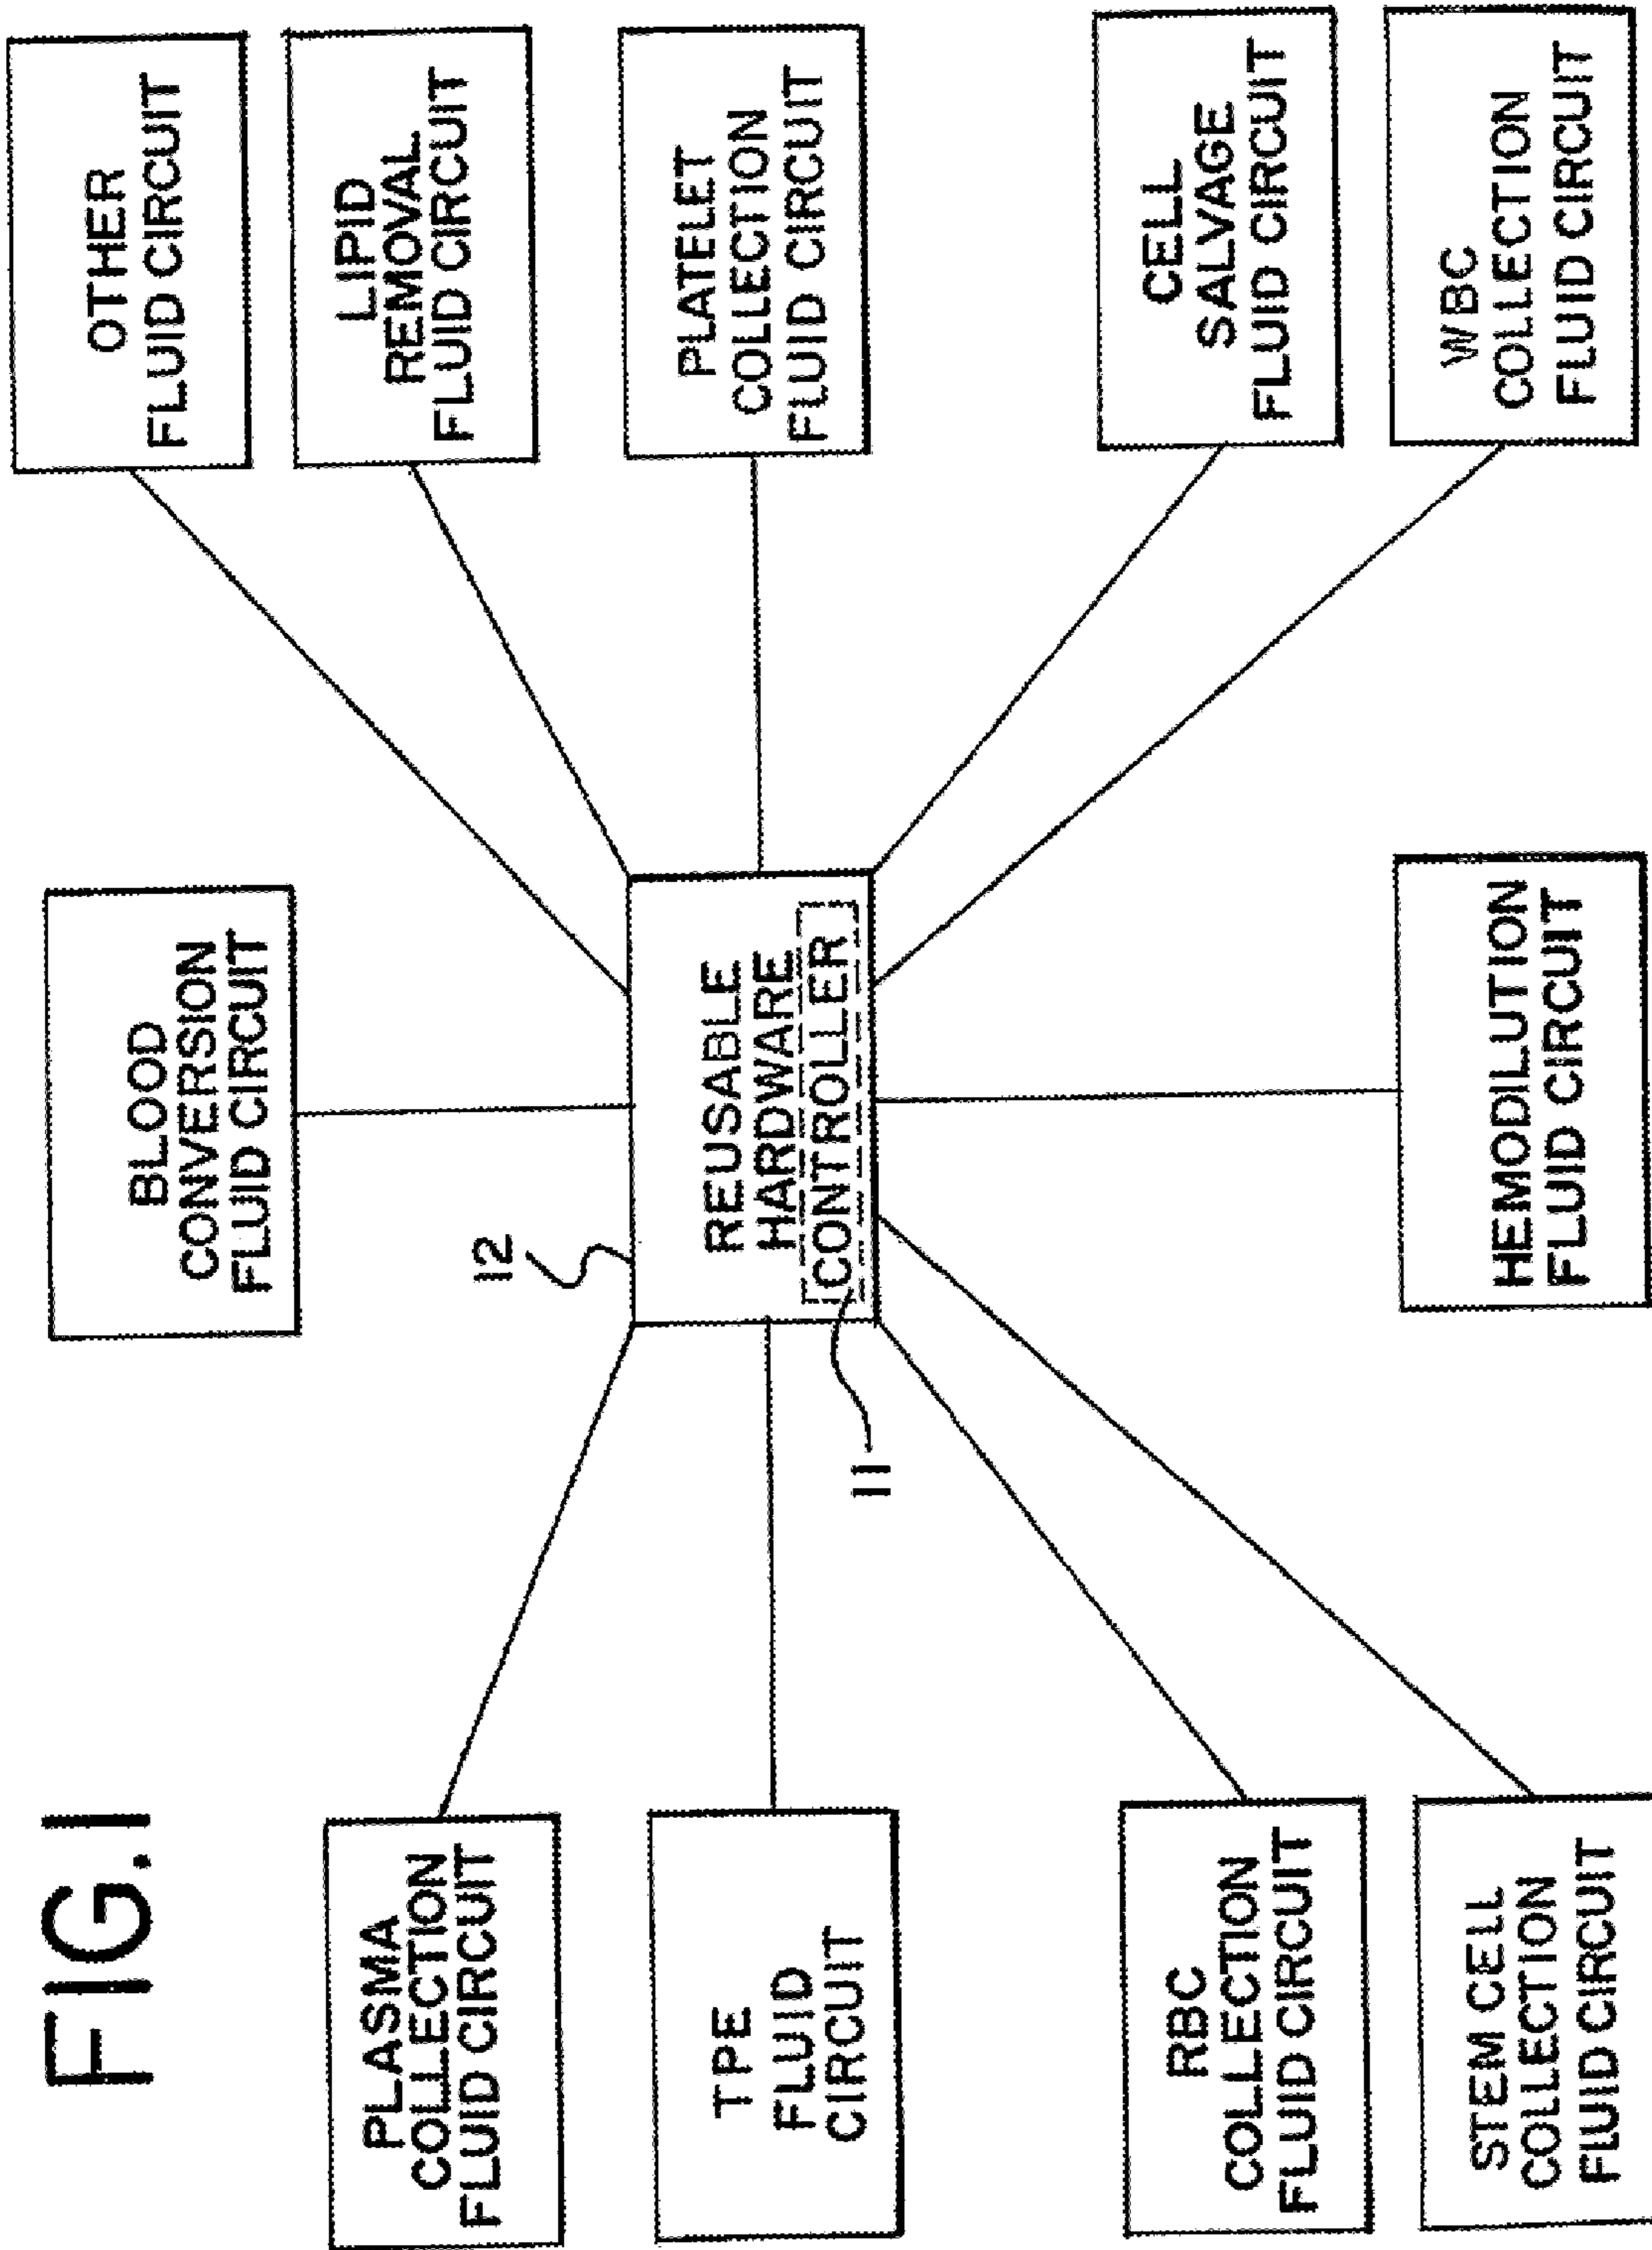 FIG.1
BLOOD
CONVERSION
FLUID CIRCUIT
OTHER
FLUID CIRCUIT
PLASMA
COLLECTION
FLUID CIRCUIT
LIPID
REMOVAL
FLUID CIRCUIT
12
TPE
FLUID
CIRCUIT
REUSABLE
HARDWARE
CONTROLLER
11
PLATELET
COLLECTION
FLUID CIRCUIT
RBC
COLLECTION
FLUID CIRCUIT
CELL
SALVAGE
FLUID CIRCUIT
STEM CELL
COLLECTION
FLUID CIRCUIT
HEMODILUTION
FLUID CIRCUIT
WBC
COLLECTION
FLUID CIRCUIT